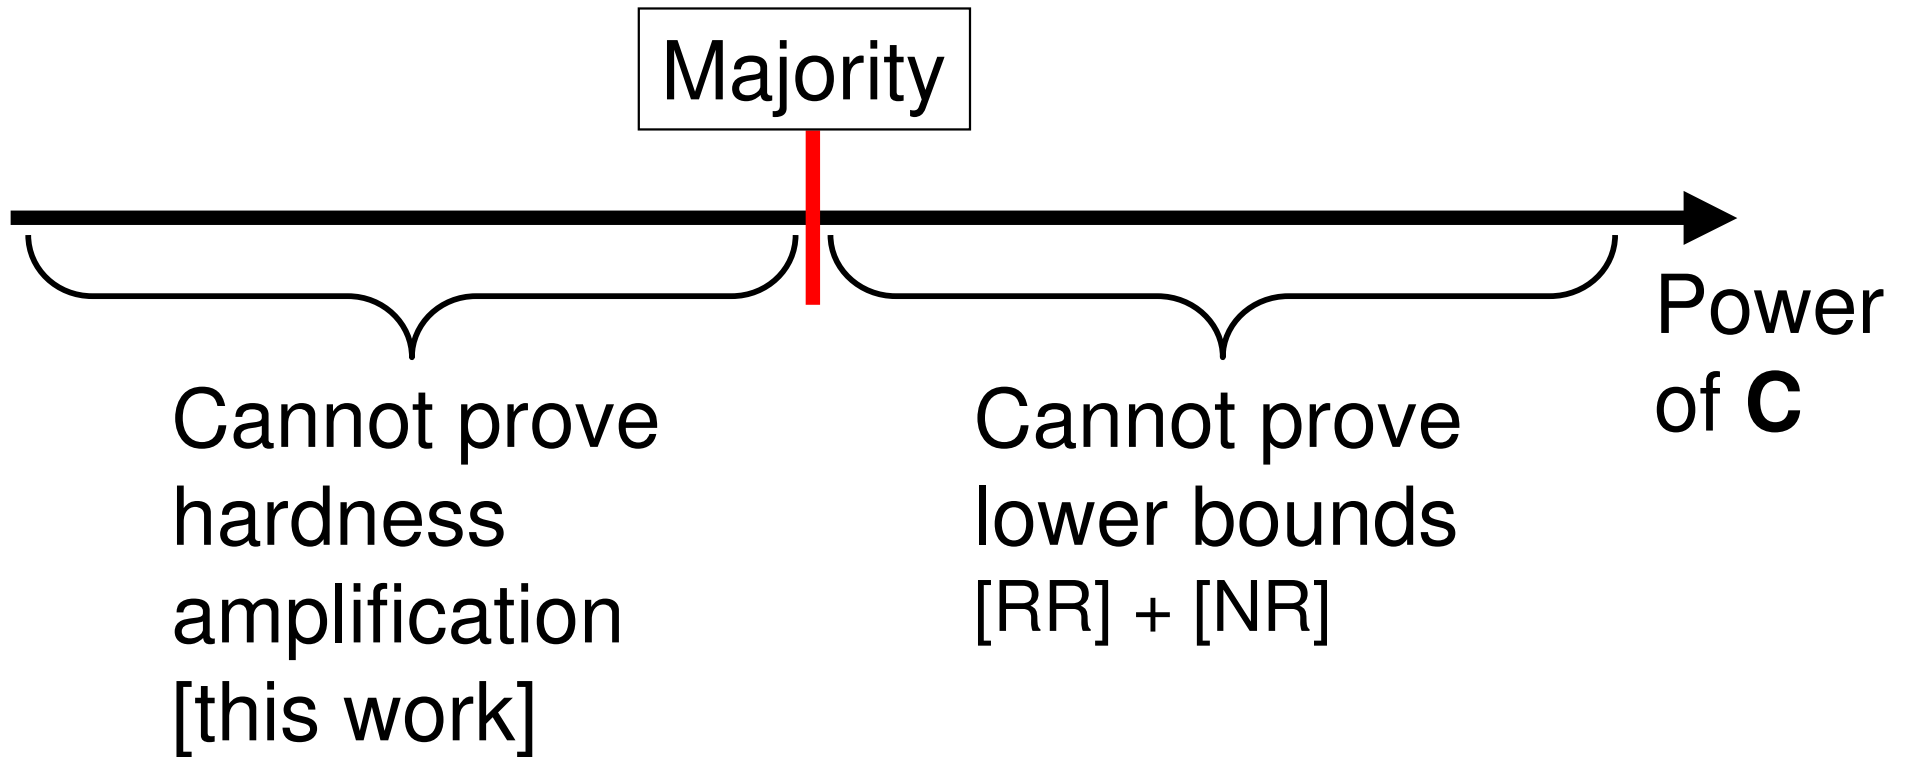 Majority
Power
of C
Cannot prove
hardness
amplification
[this work]
Cannot prove
lower bounds
[RR] + [NR]